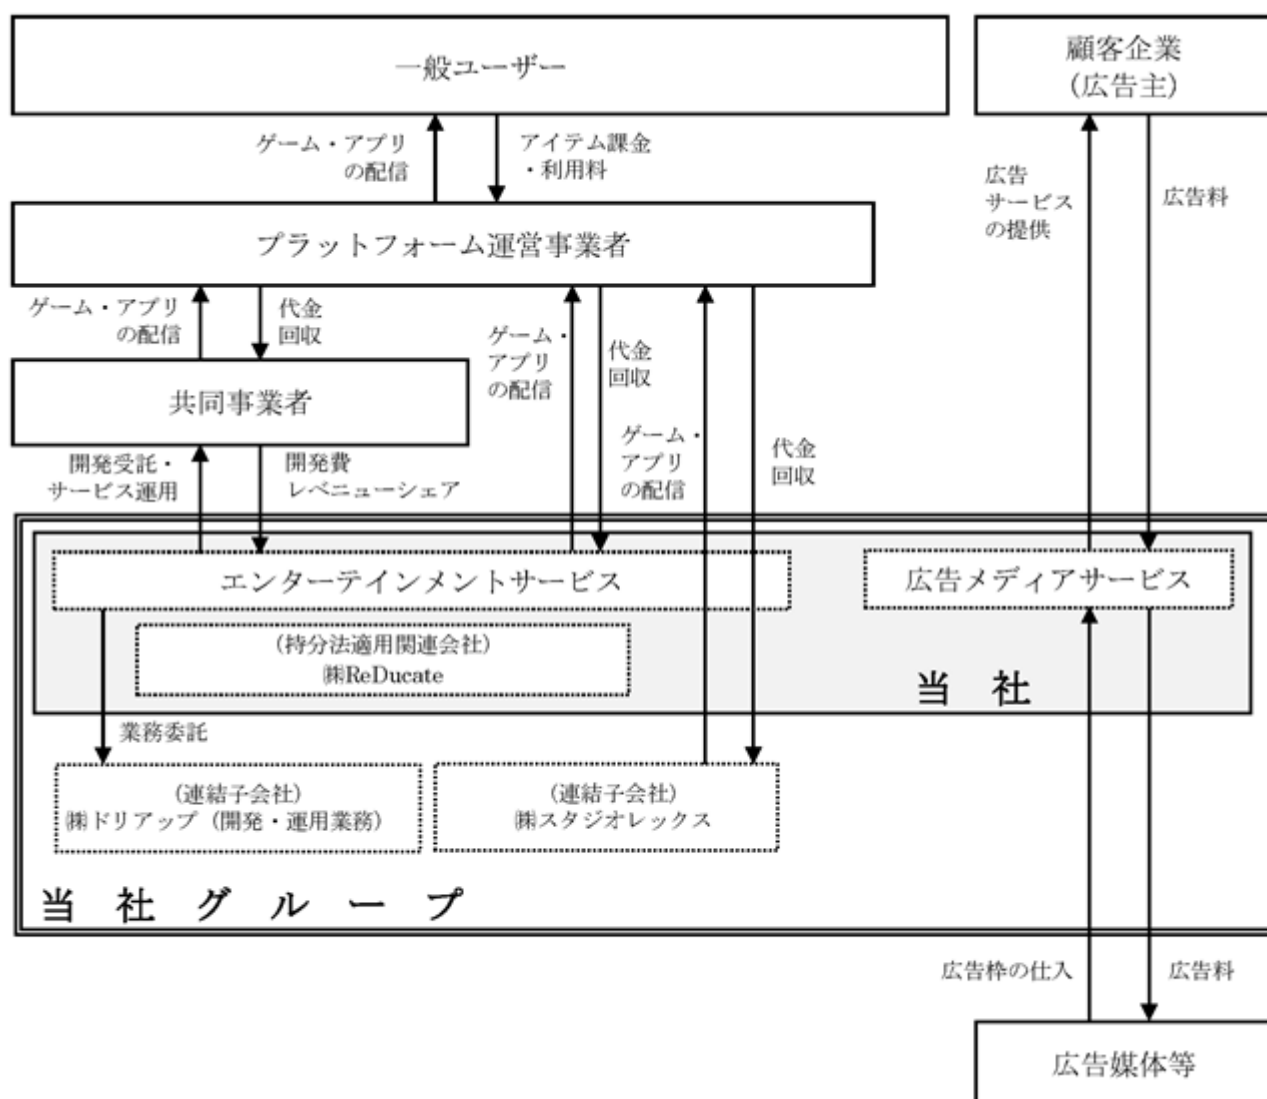 一般ユーザー
顧客企業
(広告主)
ゲーム・アプリ
の配信
アイテム課金
・利用料
広告
サービス
の提供
広告料
プラットフォーム運営事業者
ゲーム・アプリ
の配信
代金
回収
ゲーム・
アプリ
の配信
代金
回収
共同事業者
ゲーム・
アプリ
の配信
代金
回収
開発受託・
サービス運用
開発費
レベニューシェア
エンターテインメントサービス
広告メディアサービス
(持分法適用関連会社)
㈱ReDucate
当 社
業務委託
(連結子会社)
㈱ドリアップ (開発・運用業務)
(連結子会社)
㈱スタジオレックス
当 社 グ ル ー プ
広告枠の仕入
広告料
広告媒体等